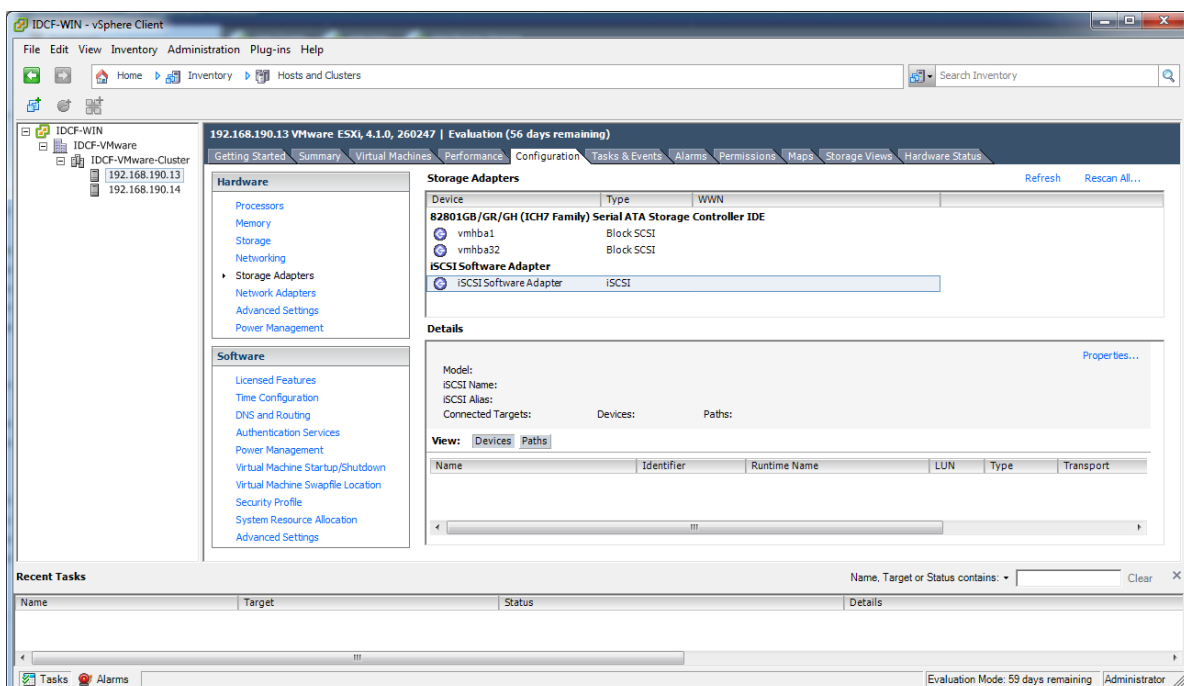 IDCF-WIN - vSphere Client
File Edit View Inventory Administration Plug-ins Help
Home Inventory Hosts and Clusters Search Inventory
IDCF-WIN
IDCF-VMware
IDCF-VMware-Cluster
192.168.190.13
192.168.190.14
192.168.190.13 VMware ESXi, 4.1.0, 260247 | Evaluation (56 days remaining)
Getting Started Summary Virtual Machines Performance Configuration Tasks & Events Alarms Permissions Maps Storage Views Hardware Status
Hardware
Processors
Memory
Storage
Networking
Storage Adapters
Network Adapters
Advanced Settings
Power Management
Software
Licensed Features
Time Configuration
DNS and Routing
Authentication Services
Power Management
Virtual Machine Startup/Shutdown
Virtual Machine Swapfile Location
Security Profile
System Resource Allocation
Advanced Settings
Storage Adapters Refresh Rescan All...
Device Type WWN
82801GB/GR/GH (ICH7 Family) Serial ATA Storage Controller IDE
vmhba1 Block SCSI
vmhba32 Block SCSI
iSCSI Software Adapter
iSCSI Software Adapter iSCSI
Details
Properties...
Model:
iSCSI Name:
iSCSI Alias:
Connected Targets: Devices: Paths:
View: Devices Paths
Name Identifier Runtime Name LUN Type Transport
Recent Tasks Name, Target or Status contains: Clear
Name Target Status Details
Tasks Alarms Evaluation Mode: 59 days remaining Administrator